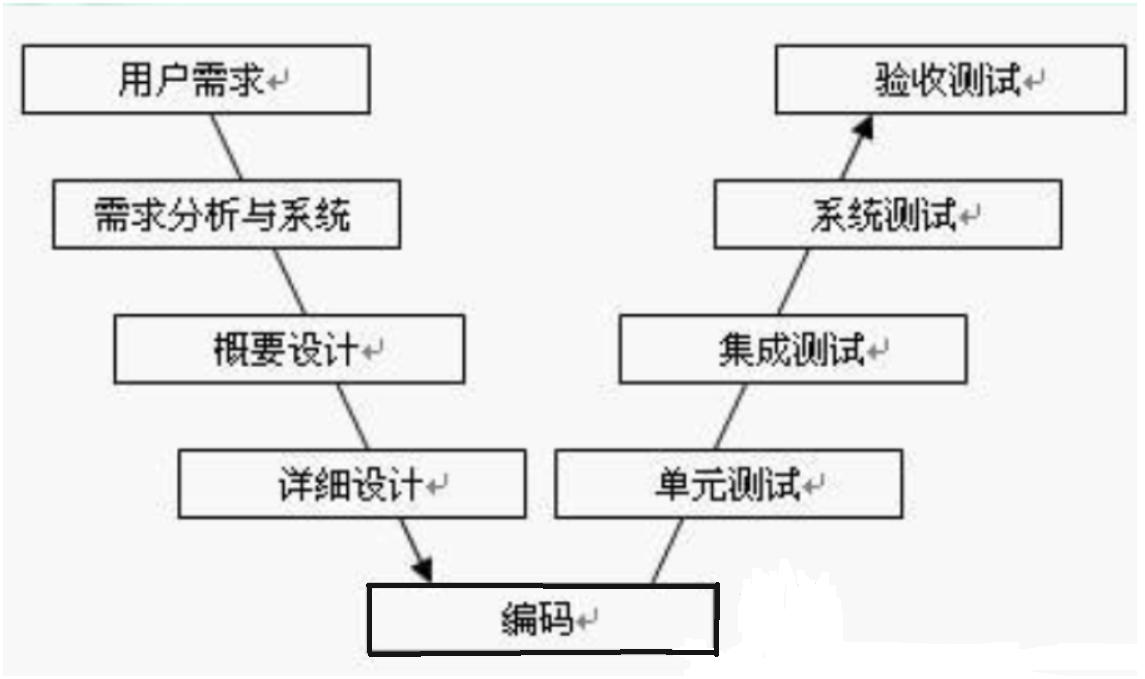 用户需求
验收测试
需求分析与系统
系统测试
概要设计
集成测试
详细设计
单元测试
编码